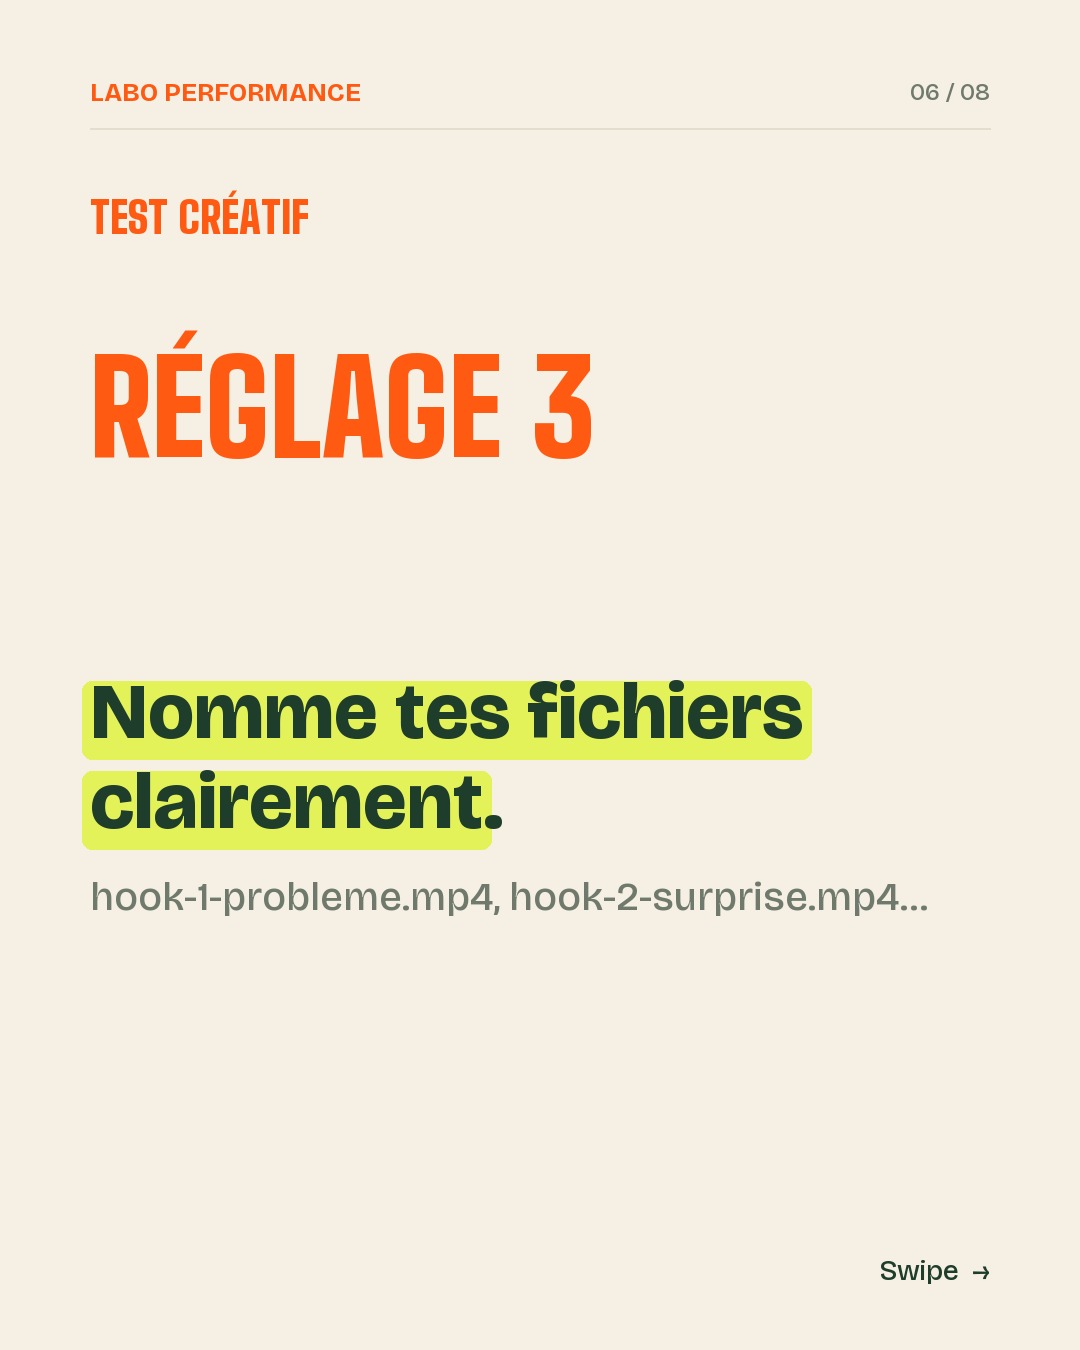 LABO PERFORMANCE
06 / 08
TEST CRÉATIF
RÉGLAGE 3
Nomme tes fichiers
clairement.
hook-1-probleme.mp4, hook-2-surprise.mp4...
Swipe →